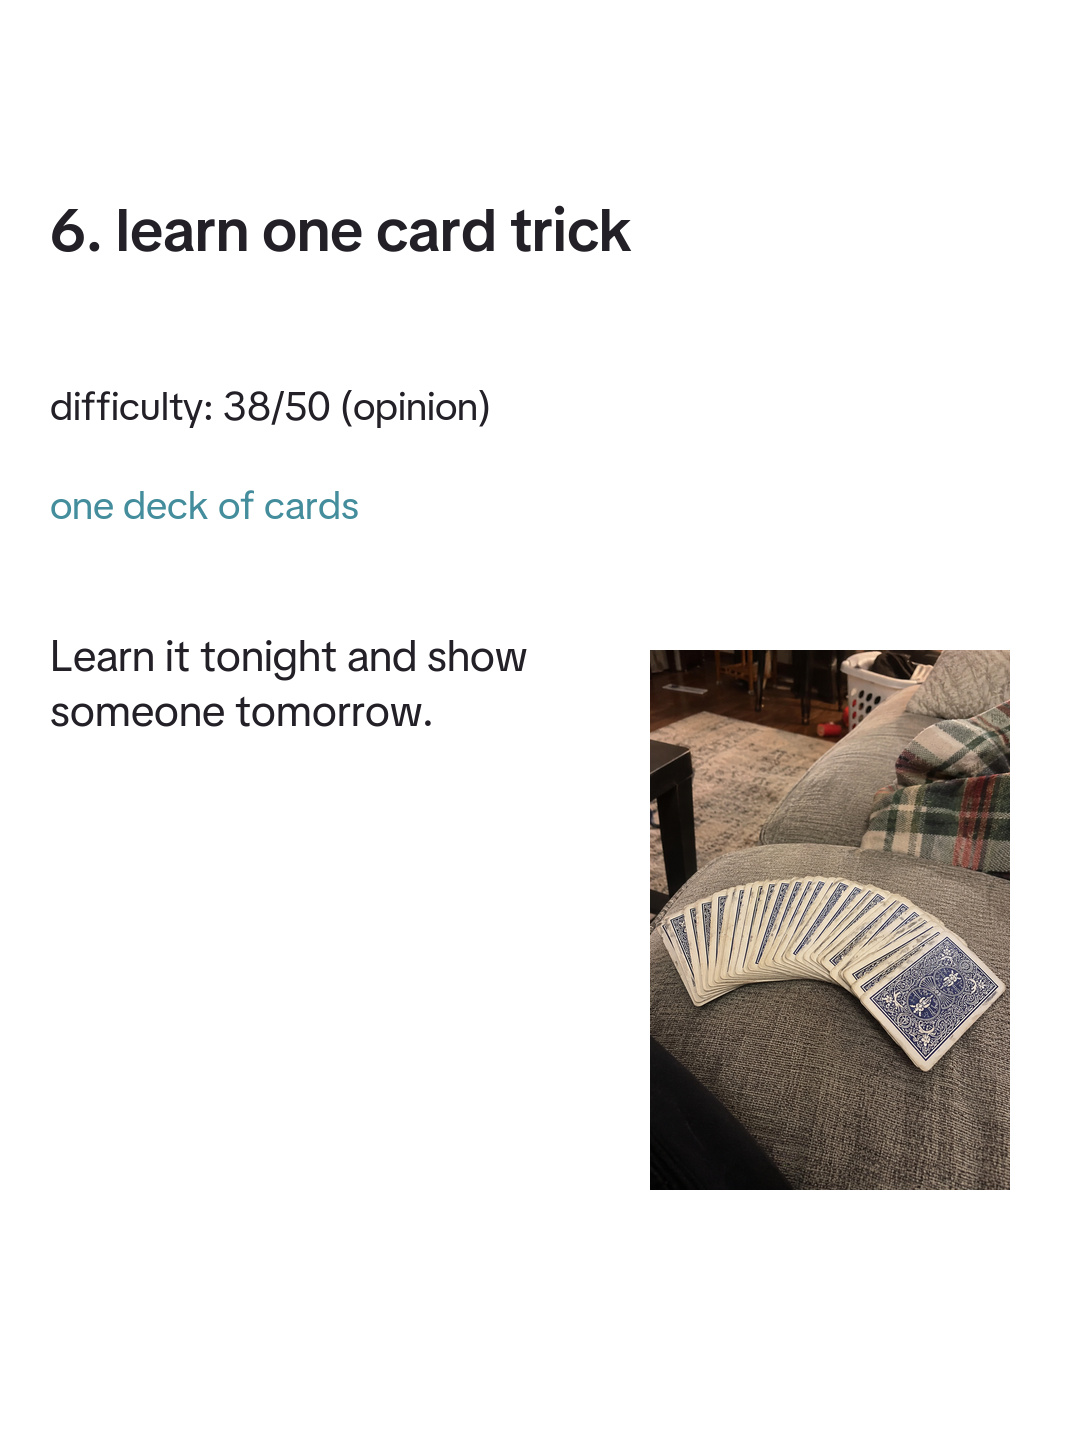 6. learn one card trick
difficulty: 38/50 (opinion)
one deck of cards
Learn it tonight and show
someone tomorrow.